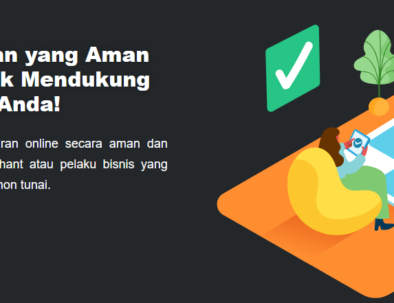 an yang Aman
k Mendukung
Anda!
ran online secara aman dan
hant atau pelaku bisnis yang
non tunai.